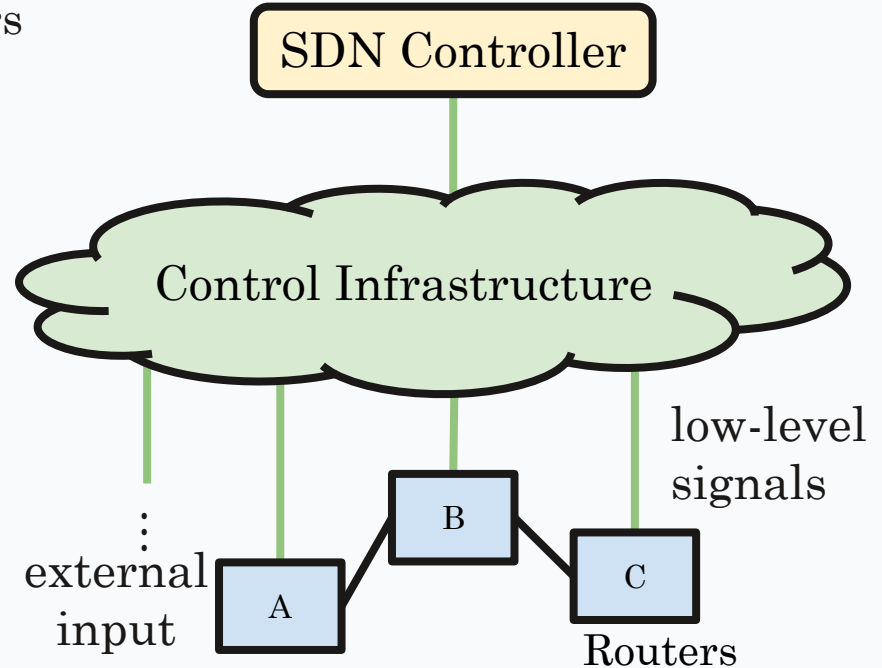 SDN Controller
Control Infrastructure
low-level
signals
B
⋮
external
input
A
C
Routers